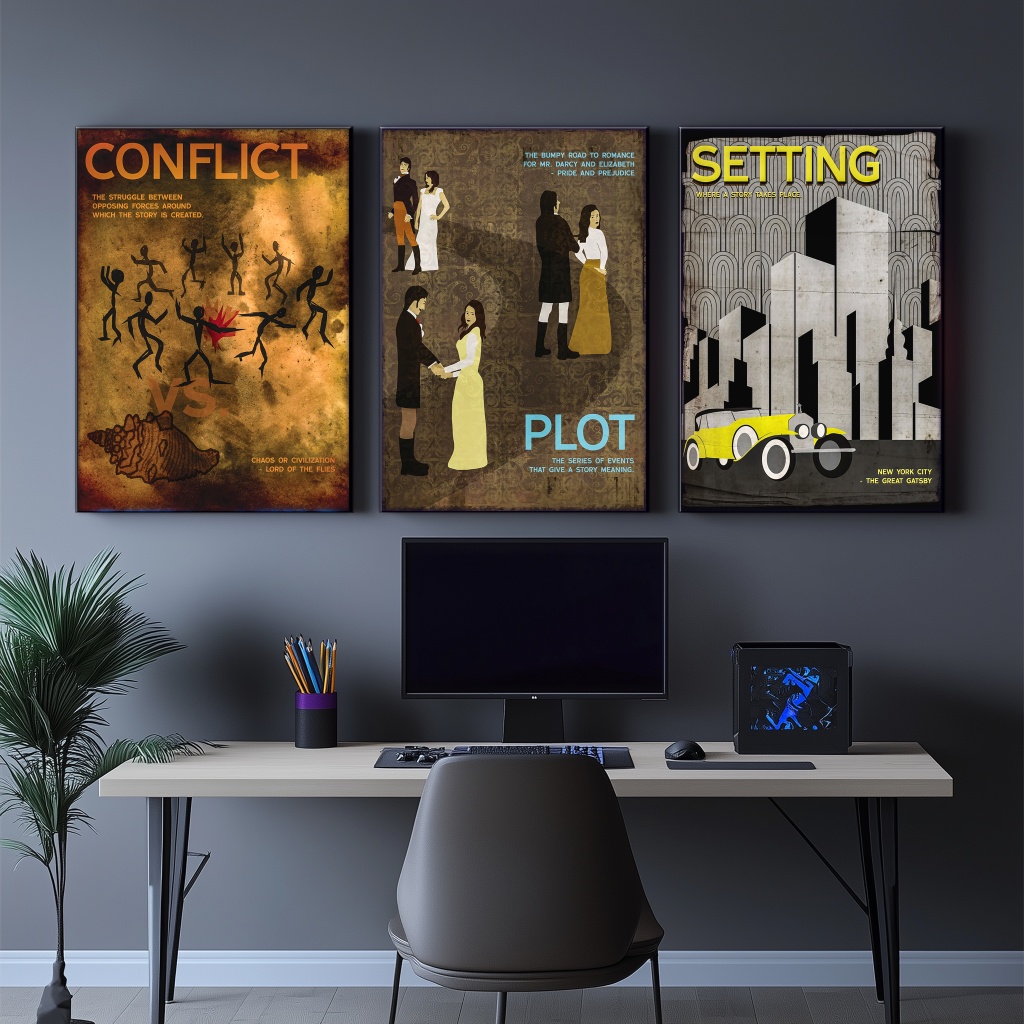 CONFLICT
THE STRUGGLE BETWEEN
OPPOSING FORCES AROUND
WHICH THE STORY IS CREATED.
VS.
CHAOS OR CIVILIZATION
- LORD OF THE FLIES
THE BUMPY ROAD TO ROMANCE
FOR MR. DARCY AND ELIZABETH
- PRIDE AND PREJUDICE
PLOT
THE SERIES OF EVENTS
THAT GIVE A STORY MEANING.
SETTING
WHERE A STORY TAKES PLACE
NEW YORK CITY
- THE GREAT GATSBY